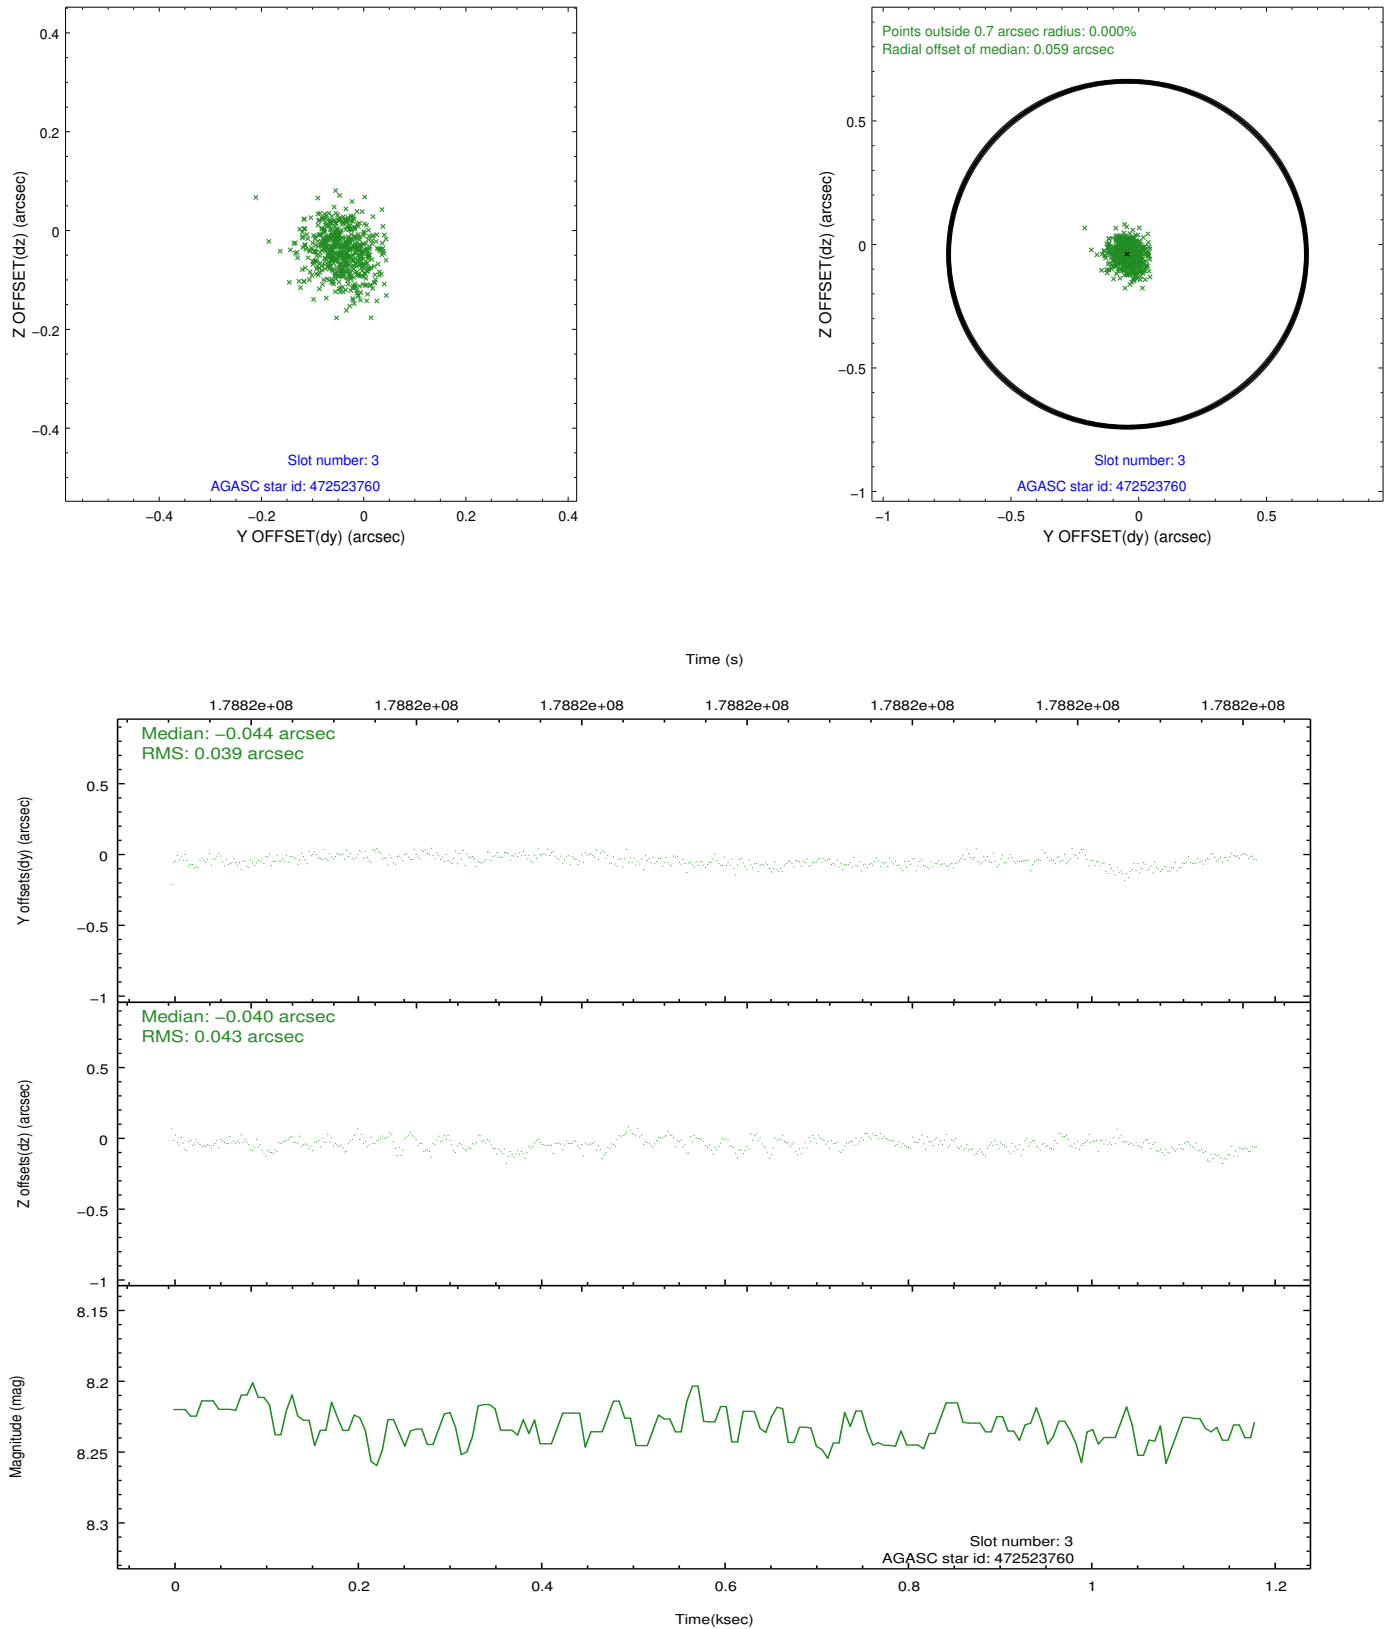 0.4
0.2
0
−0.2
−0.4
Z OFFSET(dz) (arcsec)
Slot number: 3
AGASC star id: 472523760
−0.4 −0.2 0 0.2 0.4
Y OFFSET(dy) (arcsec)
Points outside 0.7 arcsec radius: 0.000%
Radial offset of median: 0.059 arcsec
0.5
0
−0.5
−1
Z OFFSET(dz) (arcsec)
Slot number: 3
AGASC star id: 472523760
−1 −0.5 0 0.5
Y OFFSET(dy) (arcsec)
Time (s)
1.7882e+08 1.7882e+08 1.7882e+08 1.7882e+08 1.7882e+08 1.7882e+08 1.7882e+08
Median: −0.044 arcsec
RMS: 0.039 arcsec
0.5
0
−0.5
−1
Y offsets(dy) (arcsec)
Median: −0.040 arcsec
RMS: 0.043 arcsec
0.5
0
−0.5
−1
Z offsets(dz) (arcsec)
8.15
8.2
8.25
8.3
Magnitude (mag)
Slot number: 3
AGASC star id: 472523760
0 0.2 0.4 0.6 0.8 1 1.2
Time(ksec)